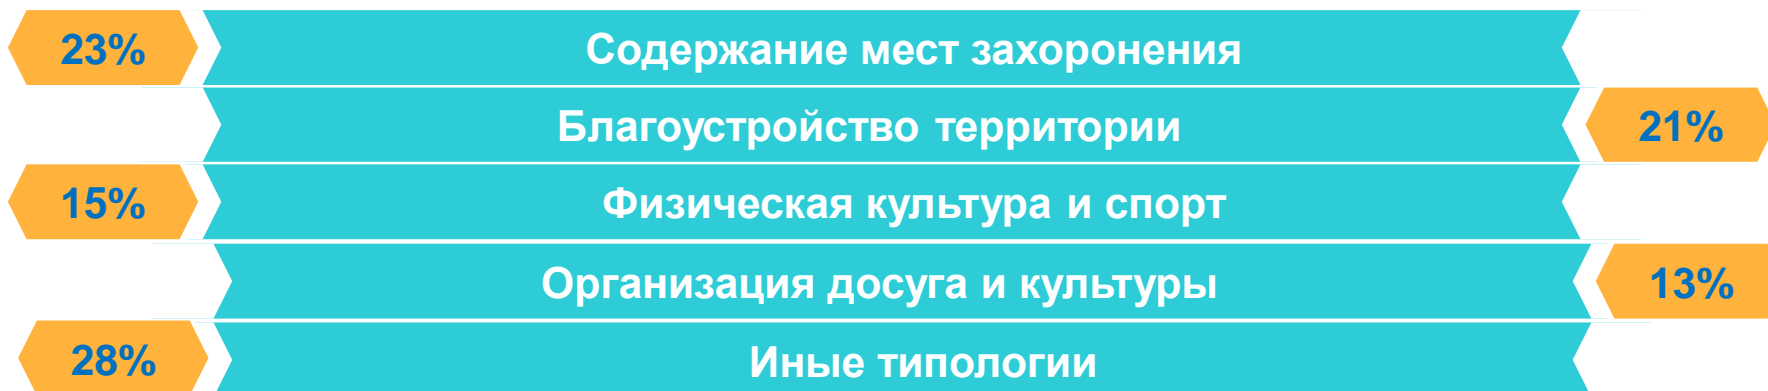 23% Содержание мест захоронения
Благоустройство территории 21%
15% Физическая культура и спорт
Организация досуга и культуры 13%
28% Иные типологии